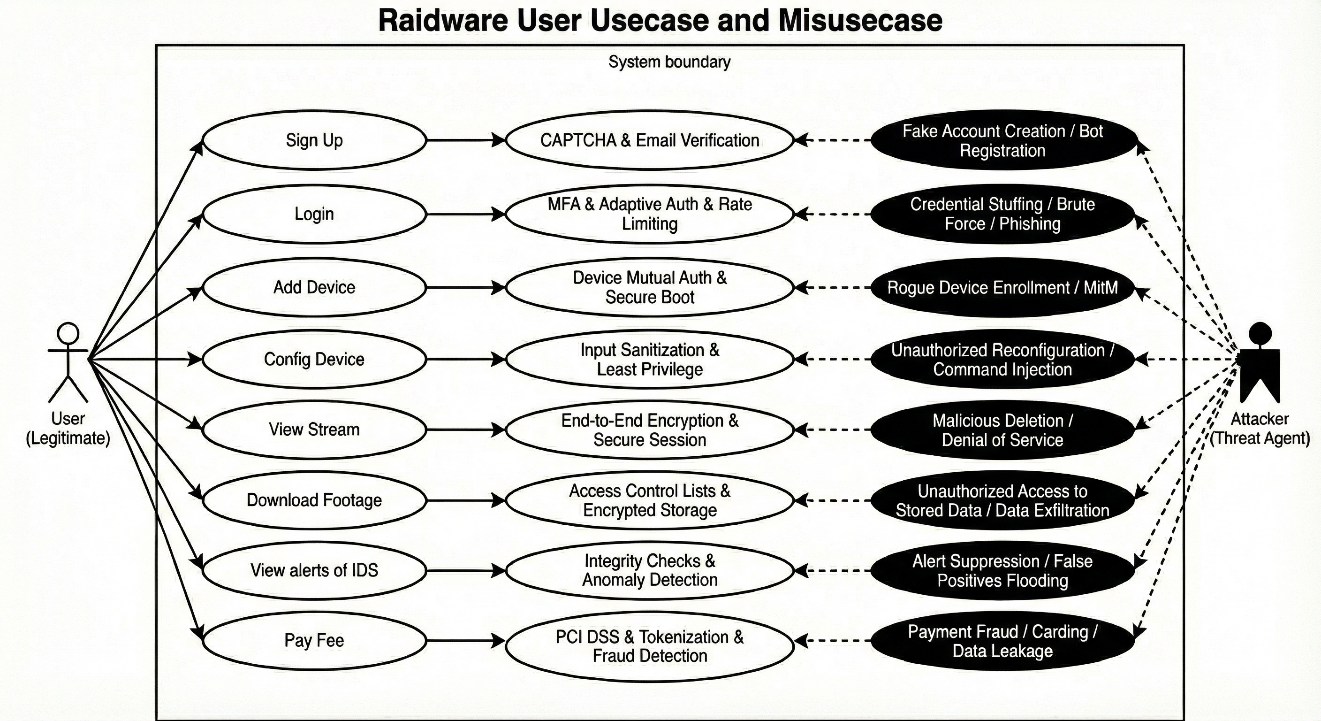 Raidware User Usecase and Misusecase
System boundary
Sign Up
CAPTCHA & Email Verification
Fake Account Creation / Bot
Registration
Login
MFA & Adaptive Auth & Rate
Limiting
Credential Stuffing / Brute
Force / Phishing
Add Device
Device Mutual Auth &
Secure Boot
Rogue Device Enrollment / MitM
Config Device
Input Sanitization &
Least Privilege
Unauthorized Reconfiguration /
Command Injection
View Stream
End-to-End Encryption &
Secure Session
Malicious Deletion /
Denial of Service
Download Footage
Access Control Lists &
Encrypted Storage
Unauthorized Access to
Stored Data / Data Exfiltration
View alerts of IDS
Integrity Checks &
Anomaly Detection
Alert Suppression / False
Positives Flooding
Pay Fee
PCI DSS & Tokenization &
Fraud Detection
Payment Fraud / Carding /
Data Leakage
User
(Legitimate)
Attacker
(Threat Agent)